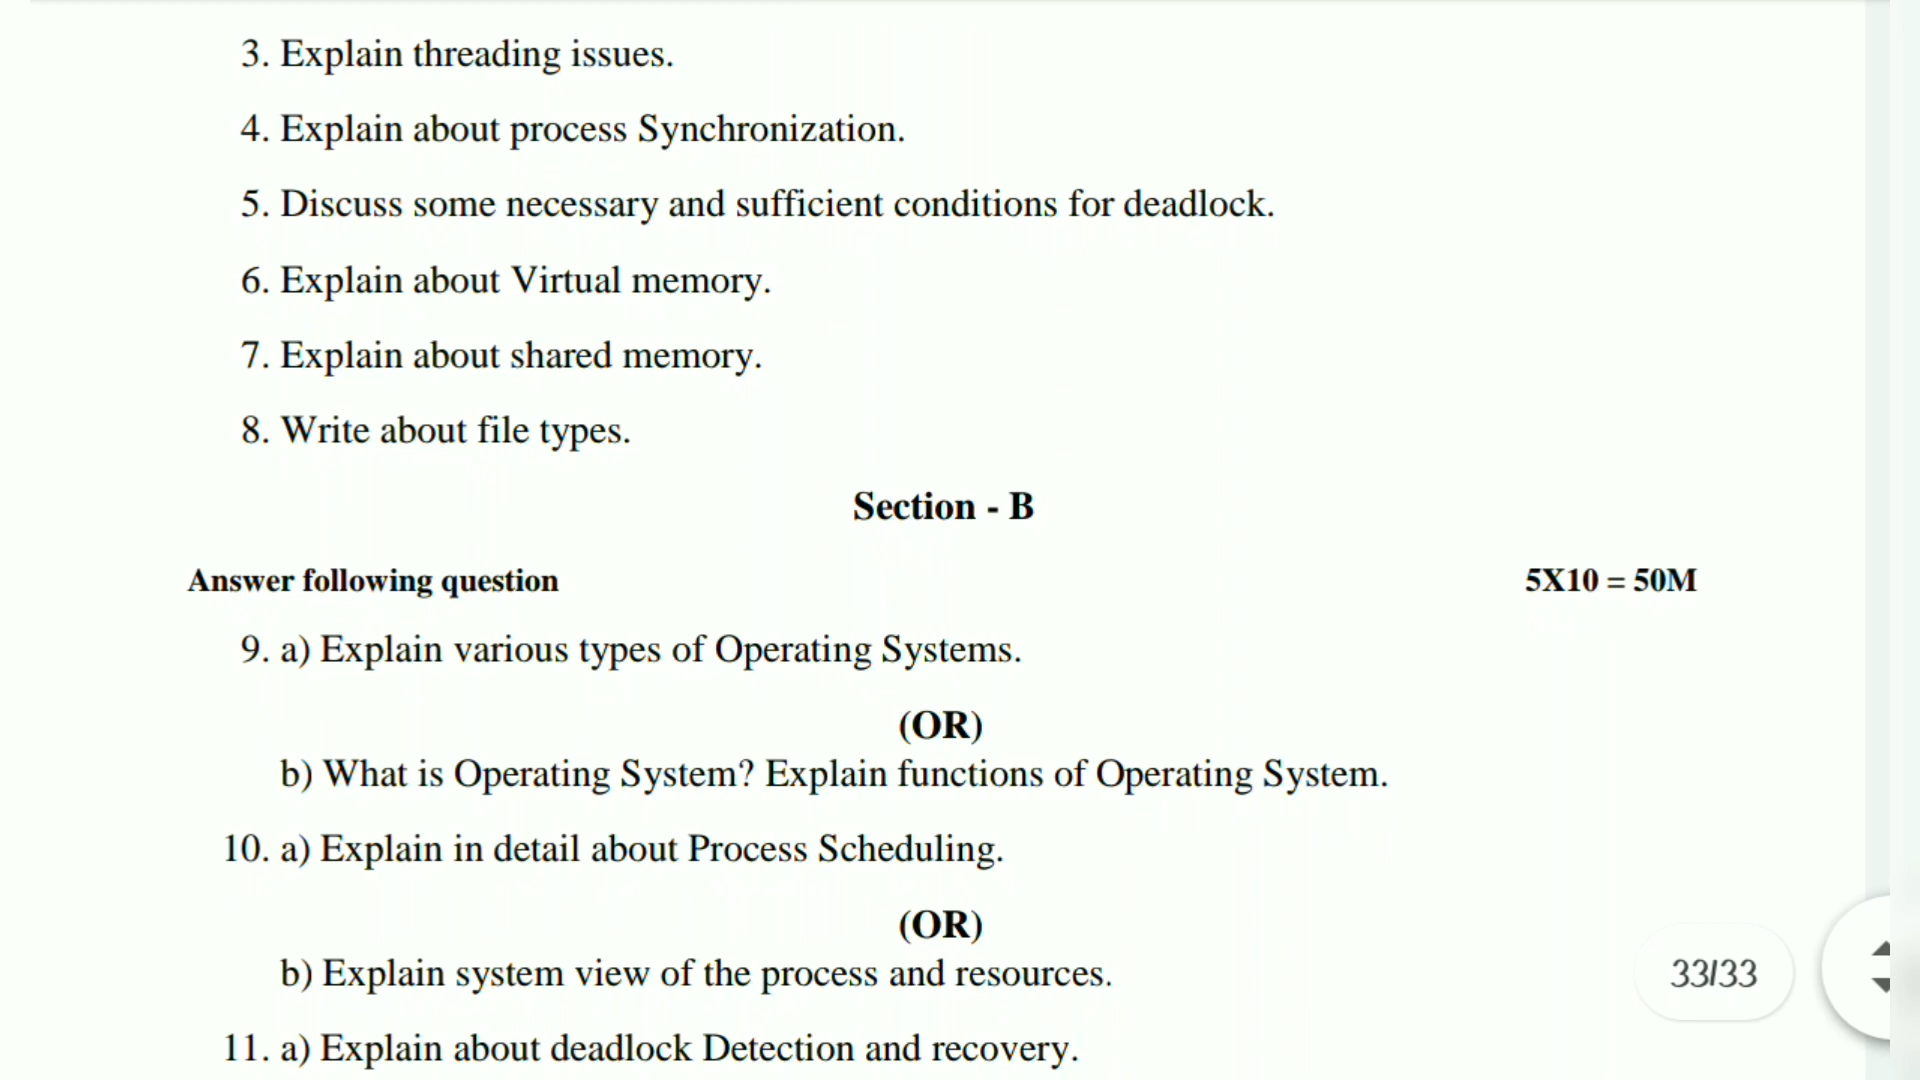 3. Explain threading issues.
4. Explain about process Synchronization.
5. Discuss some necessary and sufficient conditions for deadlock.
6. Explain about Virtual memory.
7. Explain about shared memory.
8. Write about file types.
Section - B
Answer following question 5X10 = 50M
9. a) Explain various types of Operating Systems.
(OR)
b) What is Operating System? Explain functions of Operating System.
10. a) Explain in detail about Process Scheduling.
(OR)
b) Explain system view of the process and resources.
33/33
11. a) Explain about deadlock Detection and recovery.